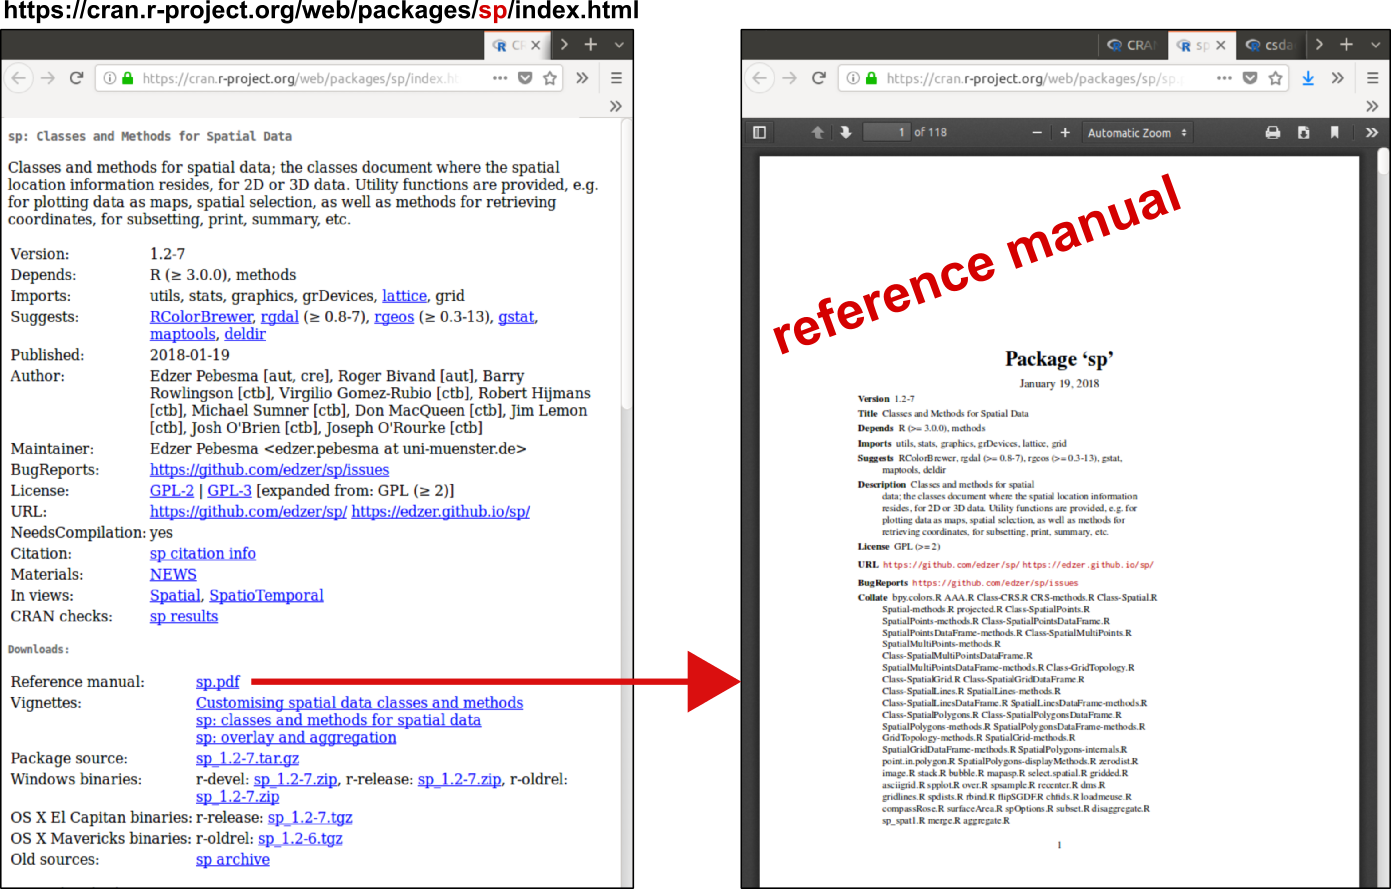 https://cran.r-project.org/web/packages/sp/index.html
https://cran.r-project.org/web/packages/sp/index.ht
sp: Classes and Methods for Spatial Data
Classes and methods for spatial data; the classes document where the spatial
location information resides, for 2D or 3D data. Utility functions are provided, e.g.
for plotting data as maps, spatial selection, as well as methods for retrieving
coordinates, for subsetting, print, summary, etc.
Version: 1.2-7
Depends: R (≥ 3.0.0), methods
Imports: utils, stats, graphics, grDevices, lattice, grid
Suggests: RColorBrewer, rgdal (≥ 0.8-7), rgeos (≥ 0.3-13), gstat,
maptools, deldir
Published: 2018-01-19
Author: Edzer Pebesma [aut, cre], Roger Bivand [aut], Barry
Rowlingson [ctb], Virgilio Gomez-Rubio [ctb], Robert Hijmans
[ctb], Michael Sumner [ctb], Don MacQueen [ctb], Jim Lemon
[ctb], Josh O'Brien [ctb], Joseph O'Rourke [ctb]
Maintainer: Edzer Pebesma <edzer.pebesma at uni-muenster.de>
BugReports: https://github.com/edzer/sp/issues
License: GPL-2 | GPL-3 [expanded from: GPL (≥ 2)]
URL: https://github.com/edzer/sp/ https://edzer.github.io/sp/
NeedsCompilation: yes
Citation: sp citation info
Materials: NEWS
In views: Spatial, SpatioTemporal
CRAN checks: sp results
Downloads:
Reference manual: sp.pdf
Vignettes: Customising spatial data classes and methods
sp: classes and methods for spatial data
sp: overlay and aggregation
Package source: sp_1.2-7.tar.gz
Windows binaries: r-devel: sp_1.2-7.zip, r-release: sp_1.2-7.zip, r-oldrel:
sp_1.2-7.zip
OS X El Capitan binaries: r-release: sp_1.2-7.tgz
OS X Mavericks binaries: r-oldrel: sp_1.2-6.tgz
Old sources: sp archive
CRAN sp csda
https://cran.r-project.org/web/packages/sp/sp.
1 of 118 Automatic Zoom
reference manual
Package ‘sp’
January 19, 2018
Version 1.2-7
Title Classes and Methods for Spatial Data
Depends R (>= 3.0.0), methods
Imports utils, stats, graphics, grDevices, lattice, grid
Suggests RColorBrewer, rgdal (>= 0.8-7), rgeos (>= 0.3-13), gstat,
maptools, deldir
Description Classes and methods for spatial
data; the classes document where the spatial location information
resides, for 2D or 3D data. Utility functions are provided, e.g. for
plotting data as maps, spatial selection, as well as methods for
retrieving coordinates, for subsetting, print, summary, etc.
License GPL (>= 2)
URL https://github.com/edzer/sp/ https://edzer.github.io/sp/
BugReports https://github.com/edzer/sp/issues
Collate bpy.colors.R AAA.R Class-CRS.R CRS-methods.R Class-Spatial.R
Spatial-methods.R projected.R Class-SpatialPoints.R
SpatialPoints-methods.R Class-SpatialPointsDataFrame.R
SpatialPointsDataFrame-methods.R Class-SpatialMultiPoints.R
SpatialMultiPoints-methods.R
Class-SpatialMultiPointsDataFrame.R
SpatialMultiPointsDataFrame-methods.R Class-GridTopology.R
Class-SpatialGrid.R Class-SpatialGridDataFrame.R
Class-SpatialLines.R SpatialLines-methods.R
Class-SpatialLinesDataFrame.R SpatialLinesDataFrame-methods.R
Class-SpatialPolygons.R Class-SpatialPolygonsDataFrame.R
SpatialPolygons-methods.R SpatialPolygonsDataFrame-methods.R
GridTopology-methods.R SpatialGrid-methods.R
SpatialGridDataFrame-methods.R SpatialPolygons-internals.R
point.in.polygon.R SpatialPolygons-displayMethods.R zerodist.R
image.R stack.R bubble.R mapasp.R select.spatial.R gridded.R
asciigrid.R spplot.R over.R spsample.R recenter.R dms.R
gridlines.R spdists.R rbind.R flipSGDF.R chfids.R loadmeuse.R
compassRose.R surfaceArea.R spOptions.R subset.R disaggregate.R
sp_spat1.R merge.R aggregate.R
1